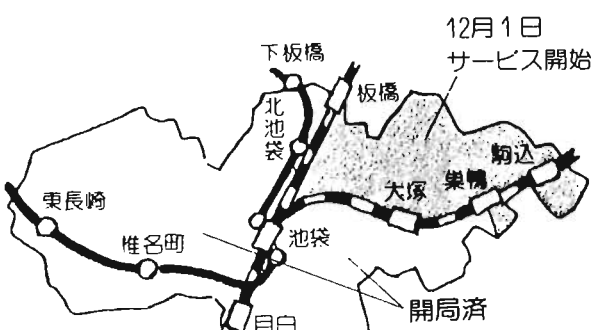 12月1日
サービス開始
下板橋
板橋
北池袋
駒込
巣鴨
大塚
東長崎
椎名町
池袋
開局済
目白